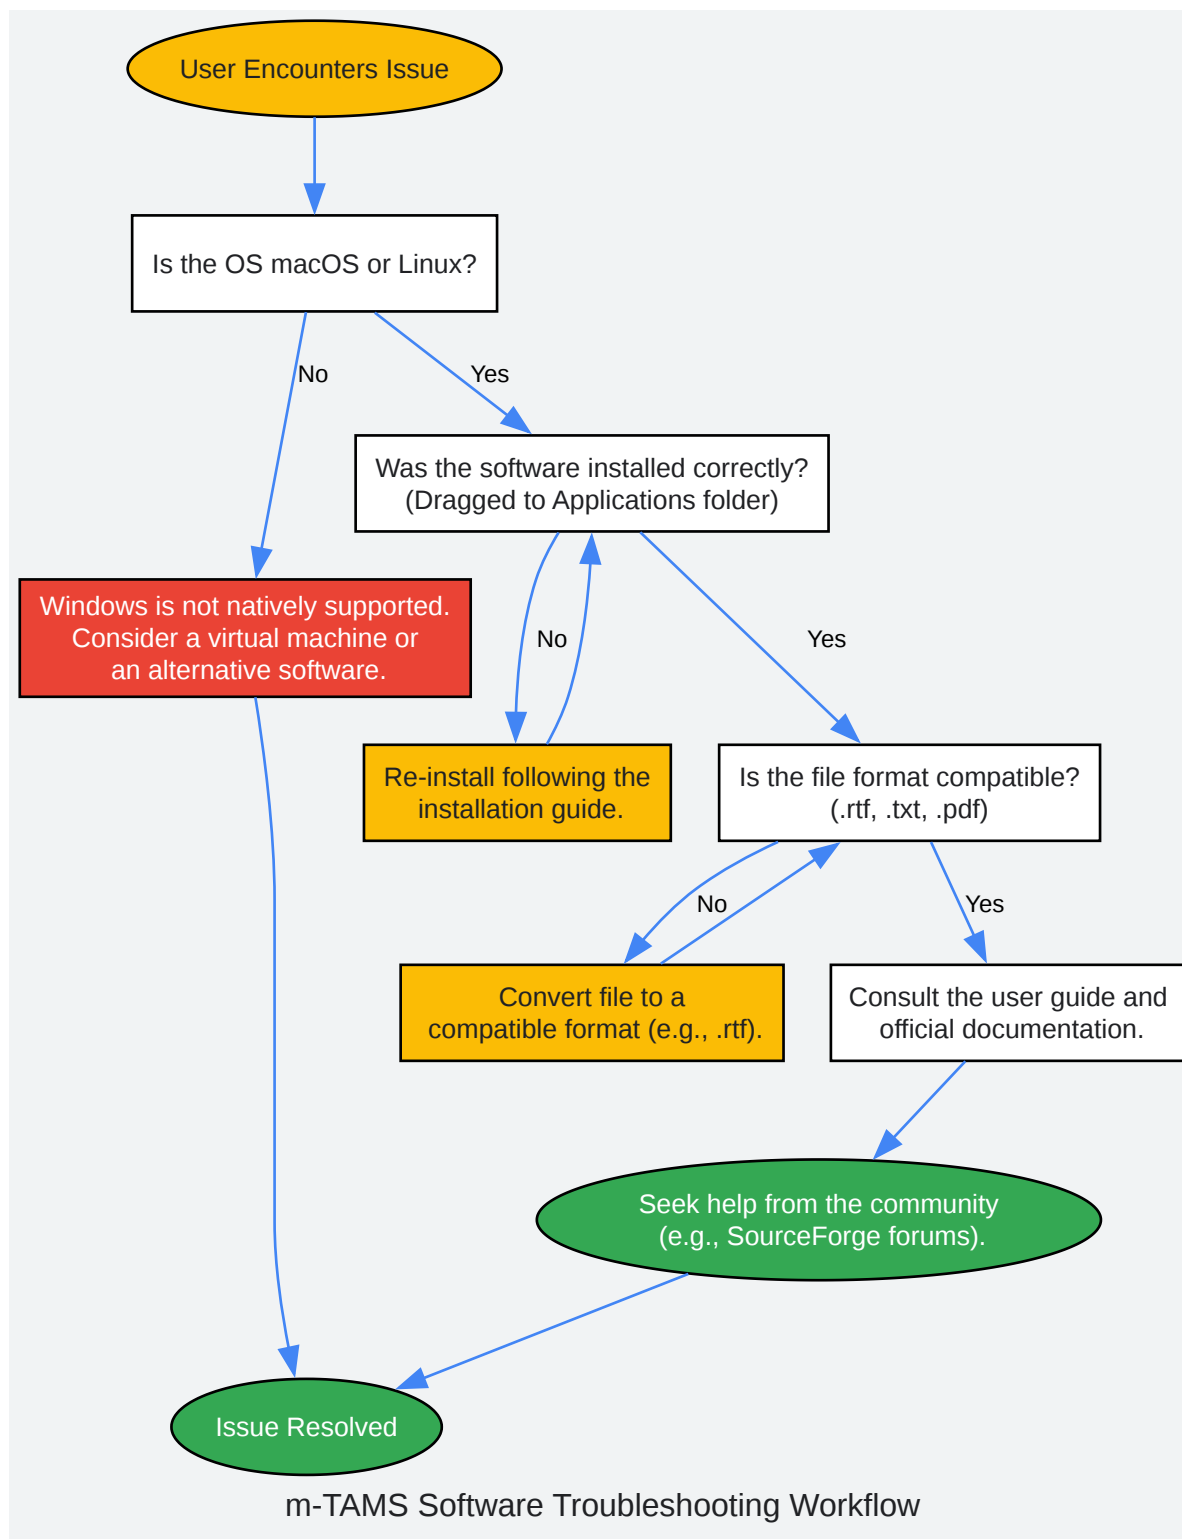 User Encounters Issue
Is the OS macOS or Linux?
No
Yes
Was the software installed correctly?
(Dragged to Applications folder)
Windows is not natively supported.
Consider a virtual machine or
an alternative software.
No
Yes
Re-install following the
installation guide.
Is the file format compatible?
(.rtf, .txt, .pdf)
No
Yes
Convert file to a
compatible format (e.g., .rtf).
Consult the user guide and
official documentation.
Seek help from the community
(e.g., SourceForge forums).
Issue Resolved
m-TAMS Software Troubleshooting Workflow